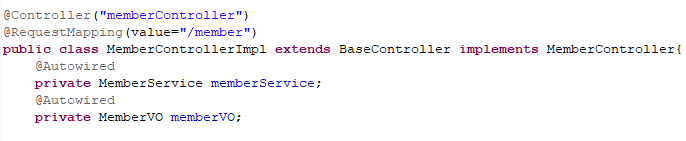 @Controller("memberController")
@RequestMapping(value="/member")
public class MemberControllerImpl extends BaseController implements MemberController{
@Autowired
private MemberService memberService;
@Autowired
private MemberVO memberVO;